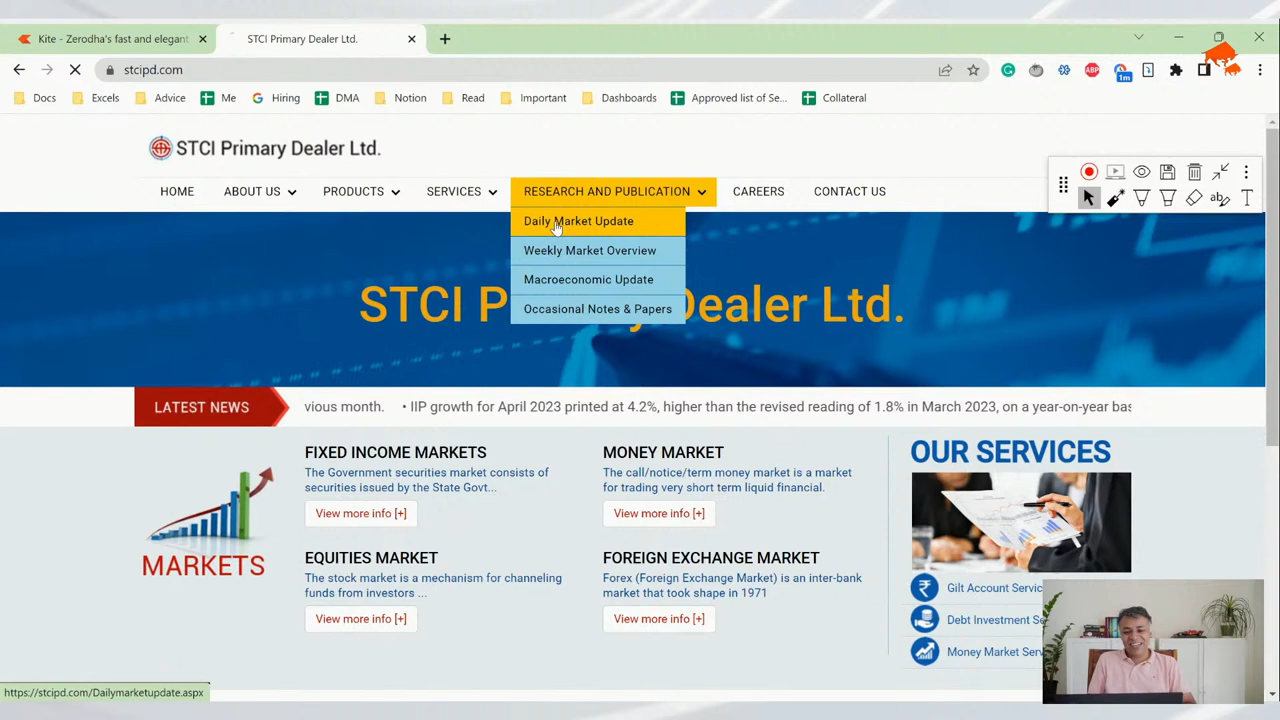 Kite - Zerodha's fast and elegant
STCI Primary Dealer Ltd.
stcipd.com
ABP
1m
Docs
Excels
Advice
Me
Hiring
DMA
Notion
Read
Important
Dashboards
Approved list of Se...
Collateral
STCI Primary Dealer Ltd.
HOME
ABOUT US
PRODUCTS
SERVICES
RESEARCH AND PUBLICATION
CAREERS
CONTACT US
Daily Market Update
Weekly Market Overview
Macroeconomic Update
Occasional Notes & Papers
STCI P Dealer Ltd.
LATEST NEWS
vious month. • IIP growth for April 2023 printed at 4.2%, higher than the revised reading of 1.8% in March 2023, on a year-on-year bas
MARKETS
FIXED INCOME MARKETS
The Government securities market consists of
securities issued by the State Govt...
View more info [+]
MONEY MARKET
The call/notice/term money market is a market
for trading very short term liquid financial.
View more info [+]
EQUITIES MARKET
The stock market is a mechanism for channeling
funds from investors ...
View more info [+]
FOREIGN EXCHANGE MARKET
Forex (Foreign Exchange Market) is an inter-bank
market that took shape in 1971
View more info [+]
OUR SERVICES
Gilt Account Servic
Debt Investment Se
Money Market Serv
https://stcipd.com/Dailymarketupdate.aspx